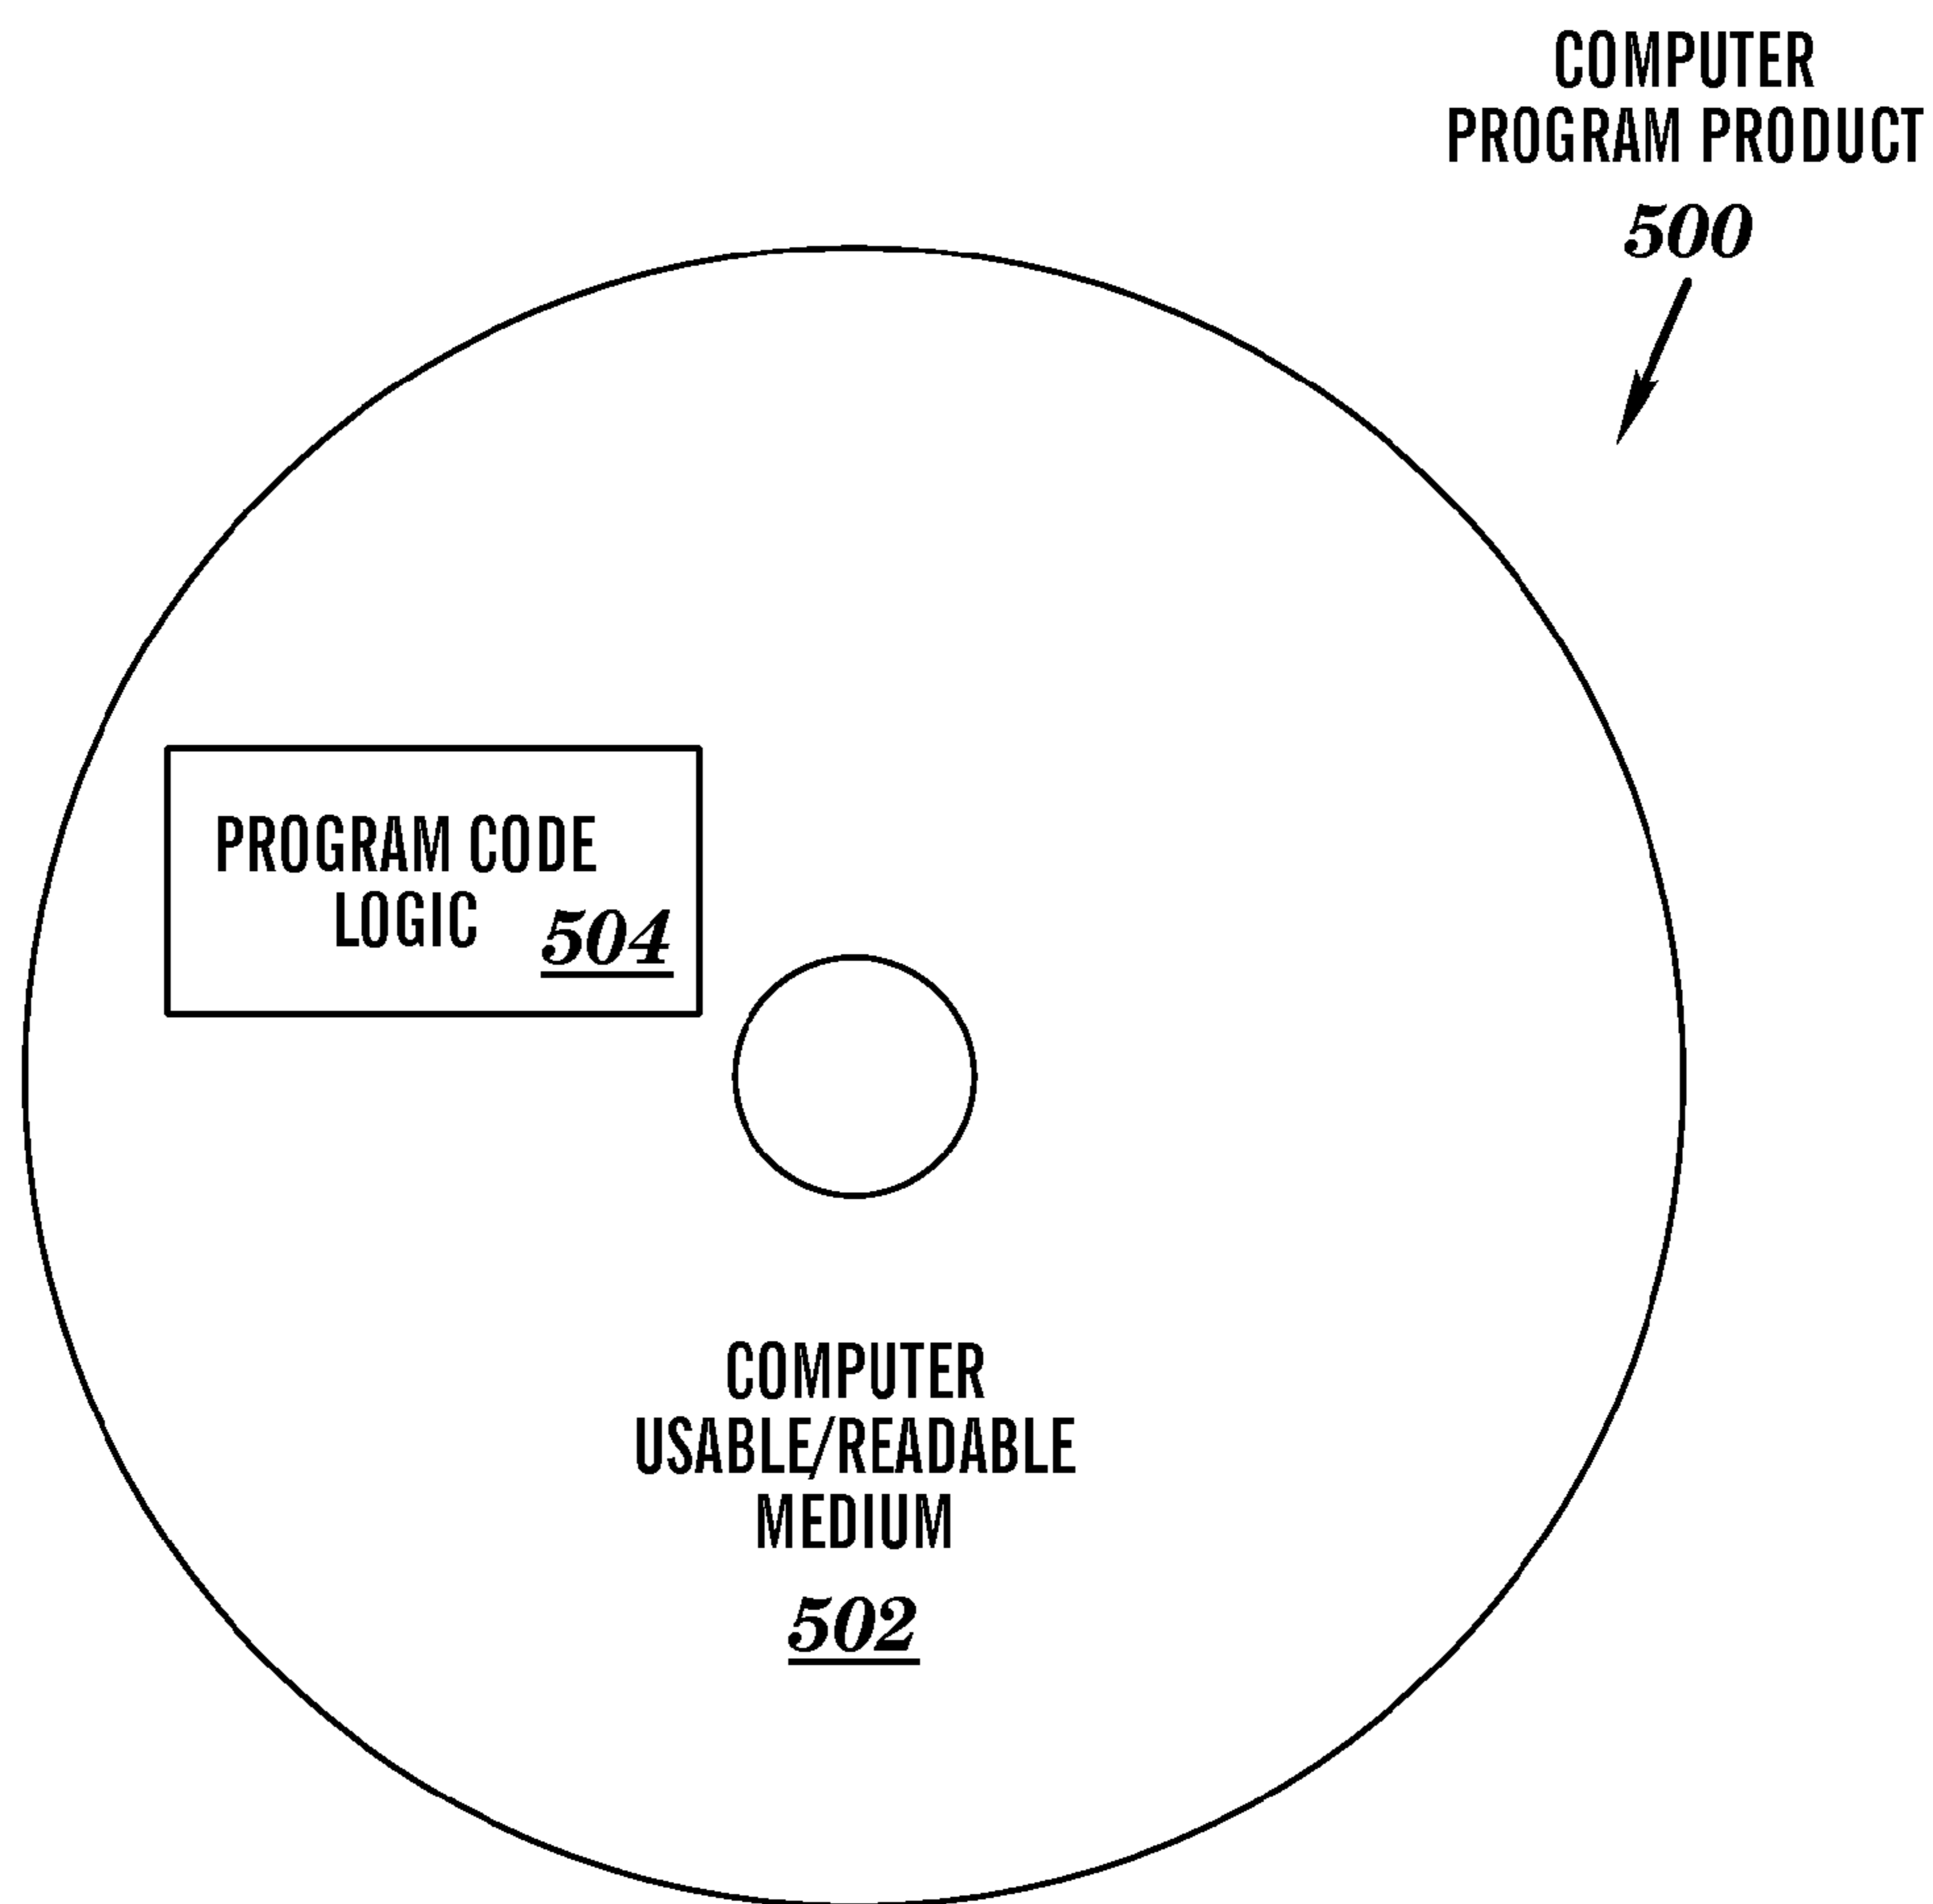 COMPUTER
PROGRAM PRODUCT
500
PROGRAM CODE
LOGIC 504
COMPUTER
USABLE/READABLE
MEDIUM
502